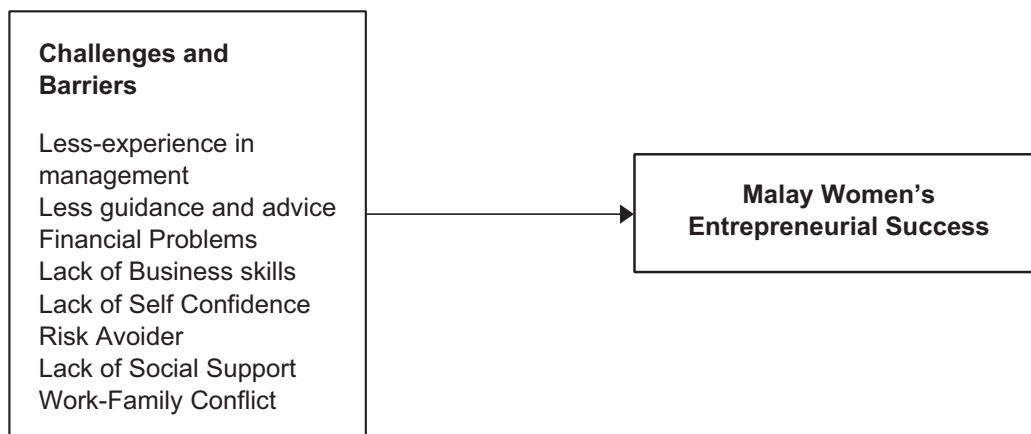 Challenges and
Barriers
Less-experience in
management
Less guidance and advice
Financial Problems
Lack of Business skills
Lack of Self Confidence
Risk Avoider
Lack of Social Support
Work-Family Conflict
Malay Women’s
Entrepreneurial Success